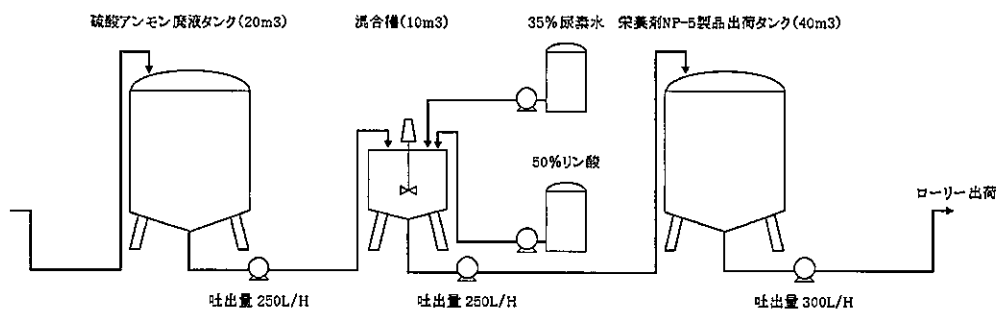 硫酸アンモン廃液タンク(20m3)
混合槽(10m3)
35%尿素水
栄養剤NP-5製品出荷タンク(40m3)
50%リン酸
ローリー出荷
吐出量 250L/H
吐出量 250L/H
吐出量 300L/H